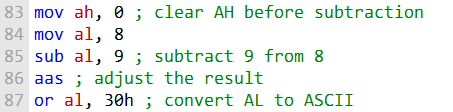 83 mov ah, 0 ; clear AH before subtraction
84 mov al, 8
85 sub al, 9 ; subtract 9 from 8
86 aas ; adjust the result
87 or al, 30h ; convert AL to ASCII